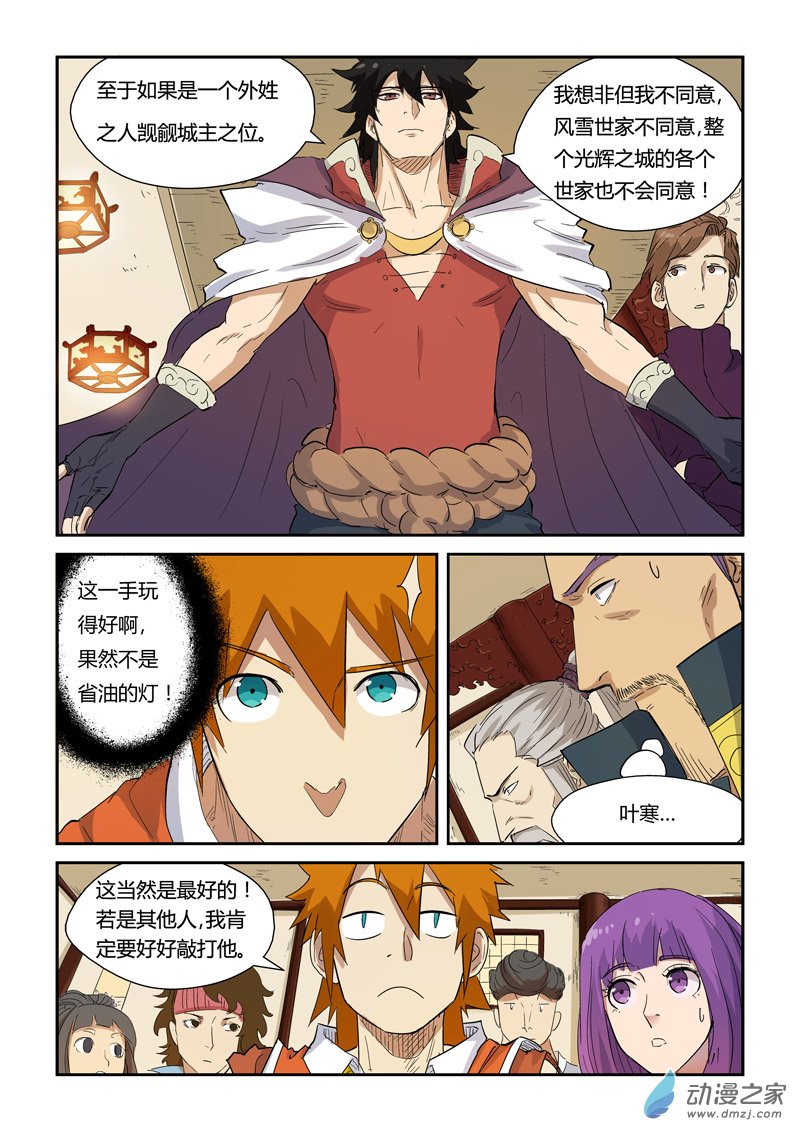 至于如果是一个外姓
之人觊觎城主之位。
我想非但我不同意，
风雪世家不同意，整
个光辉之城的各个
世家也不会同意！
这一手玩
得好啊，
果然不是
省油的灯！
叶寒…
这当然是最好的！
若是其他人，我肯
定要好好敲打他。
动漫之家
www.dmzj.com